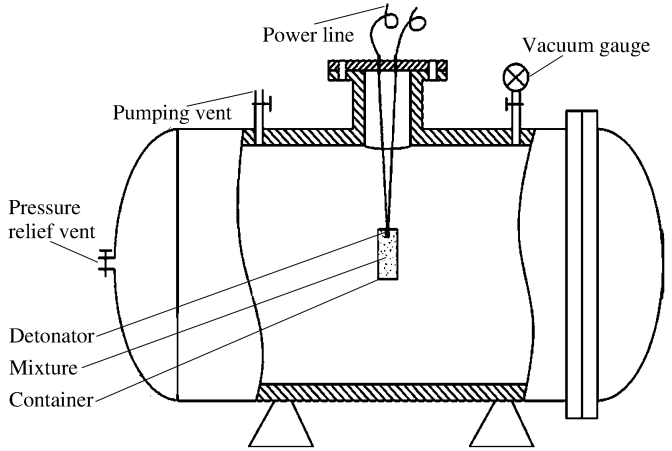 Power line
Vacuum gauge
Pumping vent
Pressure
relief vent
Detonator
Mixture
Container